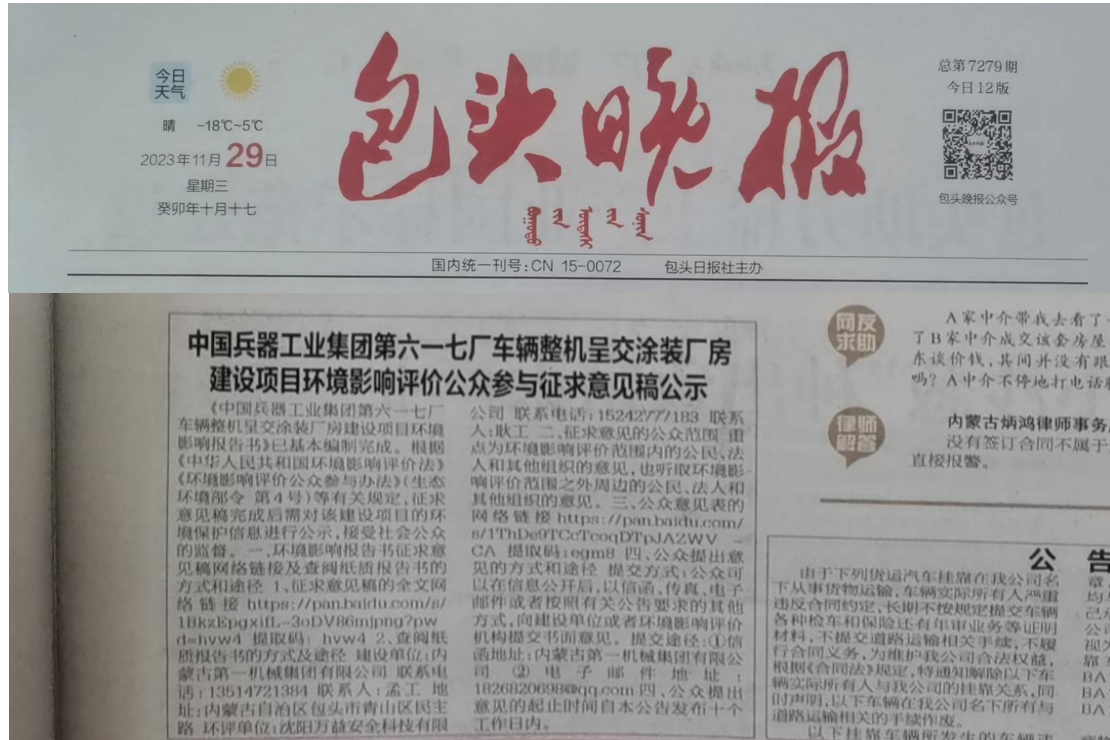 今日
天气
晴 -18℃~5℃
2023年11月29日
星期三
癸卯年十月十七
包头晚报
总第7279期
今日12版
包头晚报公众号
国内统一刊号:CN 15-0072 包头日报社主办
中国兵器工业集团第六一七厂车辆整机呈交涂装厂房
建设项目环境影响评价公众参与征求意见稿公示
《中国兵器工业集团第六一七厂
车辆整机呈交涂装厂房建设项目环境
影响报告书》已基本编制完成。根据
《中华人民共和国环境影响评价法》
《环境影响评价公众参与办法》(生态
环境部令 第4号)等有关规定,征求
意见稿完成后需对该建设项目的环
境保护信息进行公示,接受社会公众
的监督。一、环境影响报告书征求意
见稿网络链接及查阅纸质报告书的
方式和途径 1、征求意见稿的全文网
络链接https://pan.baidu.com/s/
1BkzEpgxifL-3oDV86mjpng?pw
d=hvw4 提取码: hvw4 2、查阅纸
质报告书的方式及途径 建设单位:内
蒙古第一机械集团有限公司 联系电
话:13514721384 联系人:孟工 地
址:内蒙古自治区包头市青山区民主
路 环评单位:沈阳万益安全科技有限
公司 联系电话:15242777183 联系
人:耿工 二、征求意见的公众范围 重
点为环境影响评价范围内的公民、法
人和其他组织的意见,也听取环境影
响评价范围之外周边的公民、法人和
其他组织的意见。三、公众意见表的
网络链接https://pan.baidu.com/
s/1ThDe9TCcTcoqDTpJAZWV_-
CA 提取码:egm8 四、公众提出意
见的方式和途径 提交方式:公众可
以在信息公开后,以信函、传真、电子
邮件或者按照有关公告要求的其他
方式,向建设单位或者环境影响评价
机构提交书面意见。提交途径:①信
函地址:内蒙古第一机械集团有限公
司 ②电子邮件地址:
1826820698@qq.com 四、公众提出
意见的起止时间自本公告发布十个
工作日内。
网友
求助
A家中介带我去看了一
了B家中介成交该套房屋
东谈价钱,其间并没有跟
吗?A中介不停地打电话
律师
解答
内蒙古炳鸿律师事务
没有签订合同不属于
直接报警。
公 告
由于下列货运汽车挂靠在我公司名
下从事货物运输,车辆实际所有人严重
违反合同约定,长期不按规定提交车辆
各种检车和保险还有年审业务等证明
材料,不提交道路运输相关手续,不履
行合同义务,为维护我公司合法权益,
根据《合同法》规定,特通知解除以下车
辆实际所有人与我公司的挂靠关系,同
时声明,以下车辆在我公司名下所有与
道路运输相关的手续作废。
以下挂靠车辆所发生的车辆违
章
均
己
公
视为
靠
BA
BA
BA